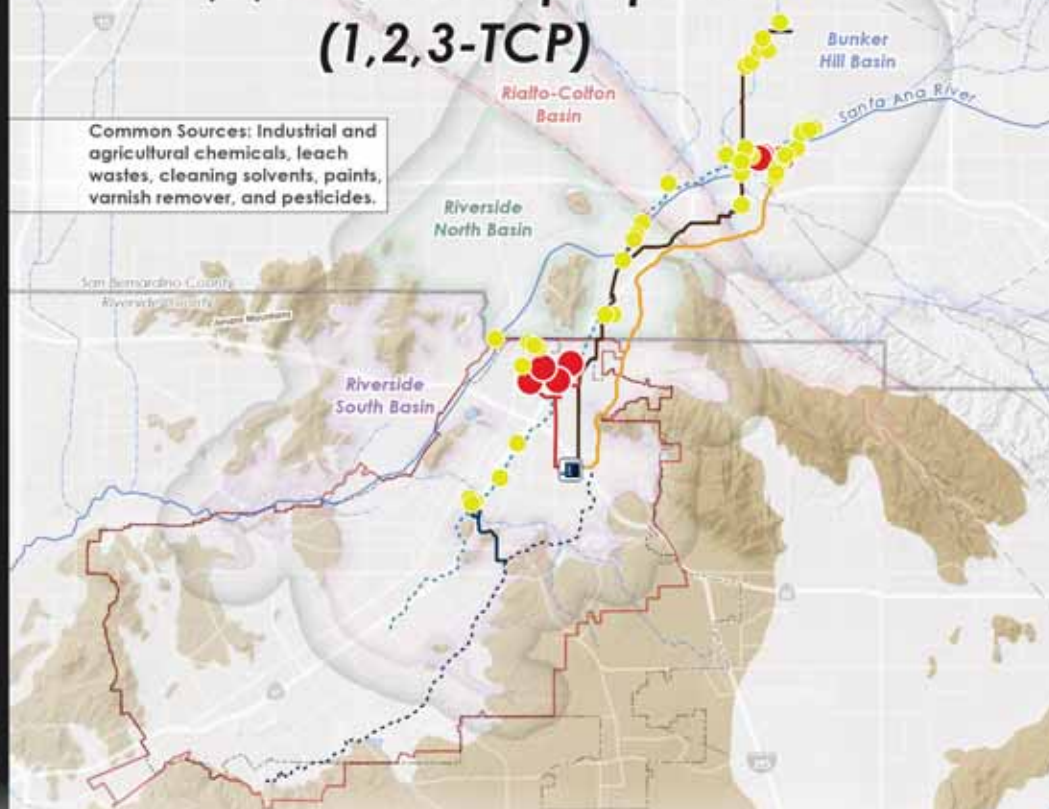 (1,2,3-TCP)
Bunker
Hill Basin
Rialto-Colton
Basin
Santa Ana River
Common Sources: Industrial and
agricultural chemicals, leach
wastes, cleaning solvents, paints,
varnish remover, and pesticides.
Riverside
North Basin
San Bernardino County
Riverside County
Jurupa Mountains
Riverside
South Basin